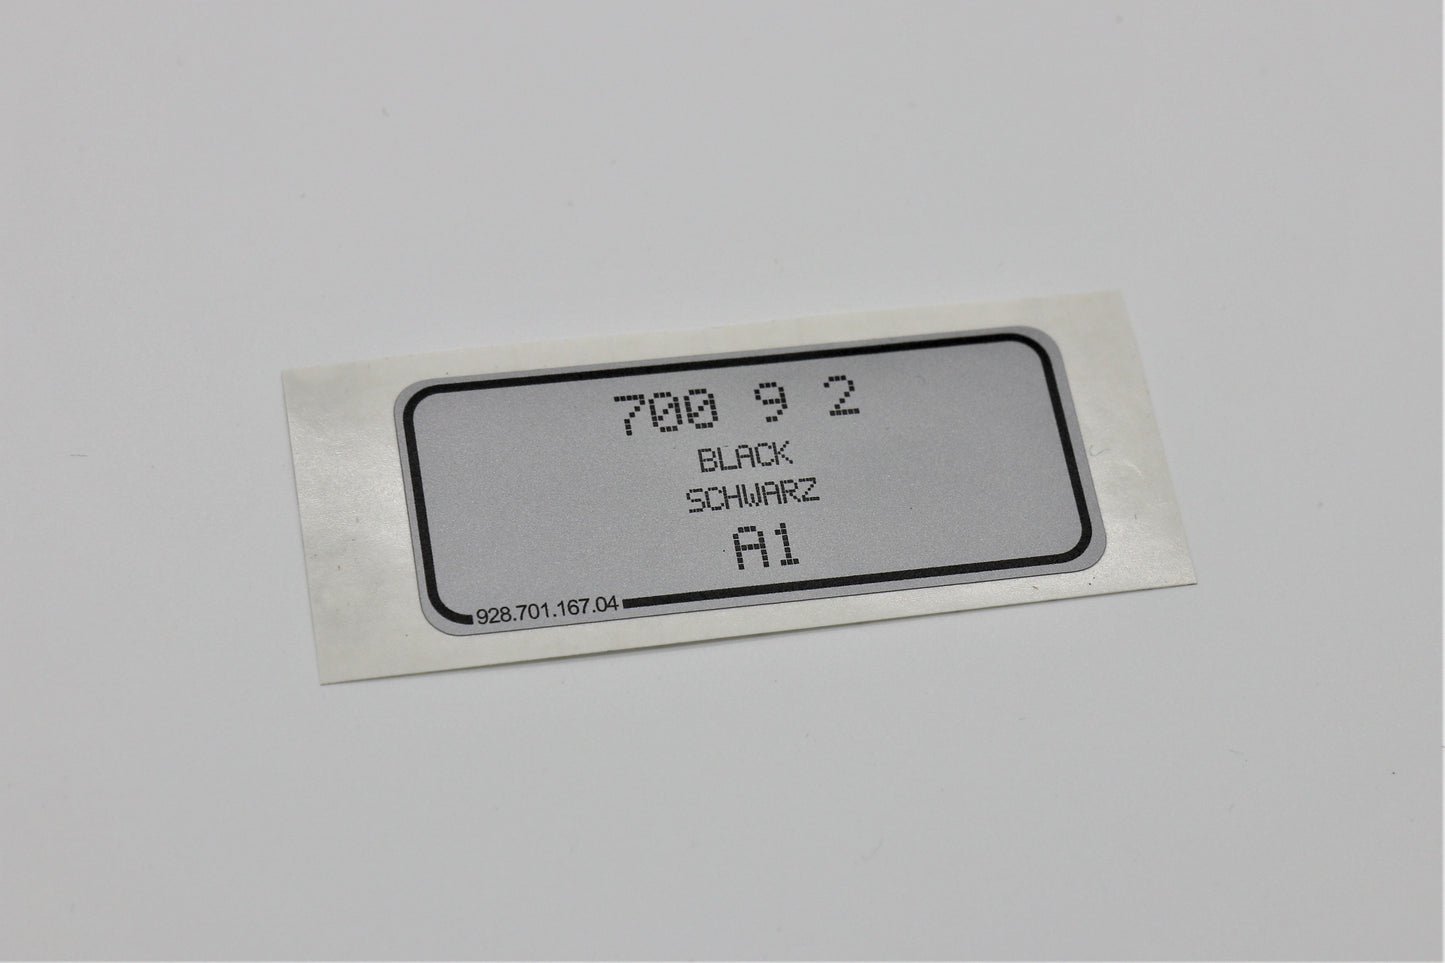 700 9 2
BLACK
SCHWARZ
A1
928.701.167.04